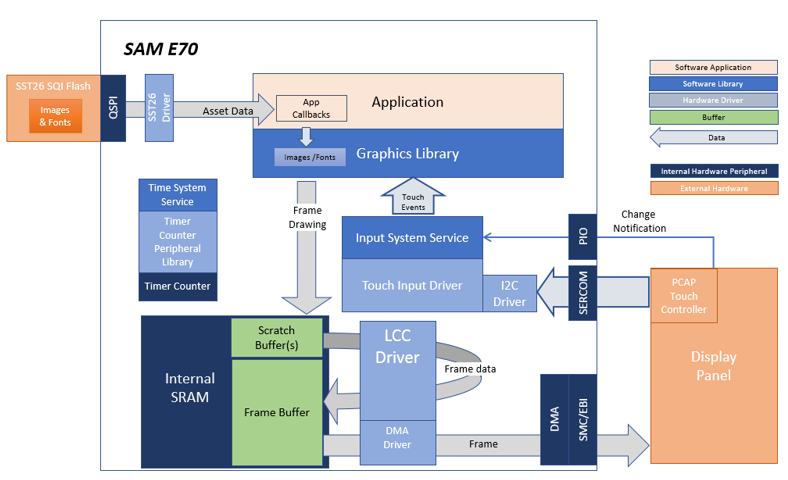 SAM E70
SST26 SQI Flash
Images
& Fonts
QSPI
SST26
Driver
Asset Data
App
Callbacks
Application
Images /Fonts
Graphics Library
Software Application
Software Library
Hardware Driver
Buffer
Data
Internal Hardware Peripheral
External Hardware
Time System
Service
Timer
Counter
Peripheral
Library
Timer Counter
Frame
Drawing
Touch
Events
Input System Service
Touch Input Driver
I2C
Driver
PIO
SERCOM
Change
Notification
PCAP
Touch
Controller
Display
Panel
Internal
SRAM
Scratch
Buffer(s)
Frame Buffer
LCC
Driver
Frame data
DMA
Driver
Frame
DMA
SMC/EBI